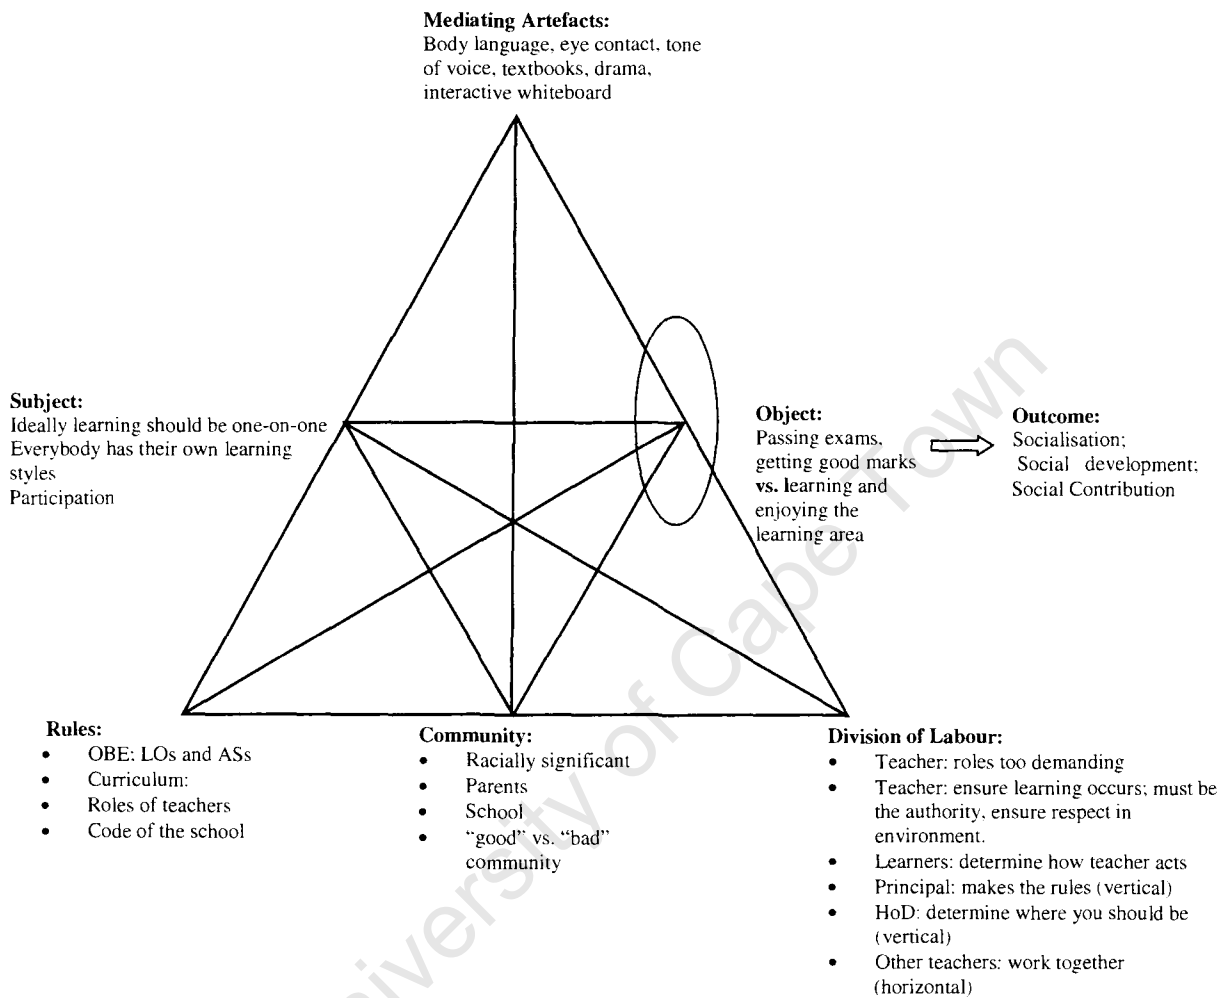 Mediating Artefacts:
Body language, eye contact, tone
of voice, textbooks, drama,
interactive whiteboard
Subject:
Ideally learning should be one-on-one
Everybody has their own learning
styles
Participation
Object:
Passing exams,
getting good marks
vs. learning and
enjoying the
learning area
Outcome:
Socialisation;
Social development;
Social Contribution
Rules:
• OBE: LOs and ASs
• Curriculum:
• Roles of teachers
• Code of the school
Community:
• Racially significant
• Parents
• School
• “good” vs. “bad”
community
Division of Labour:
• Teacher: roles too demanding
• Teacher: ensure learning occurs; must be
the authority, ensure respect in
environment.
• Learners: determine how teacher acts
• Principal: makes the rules (vertical)
• HoD: determine where you should be
(vertical)
• Other teachers: work together
(horizontal)
University of Cape Town